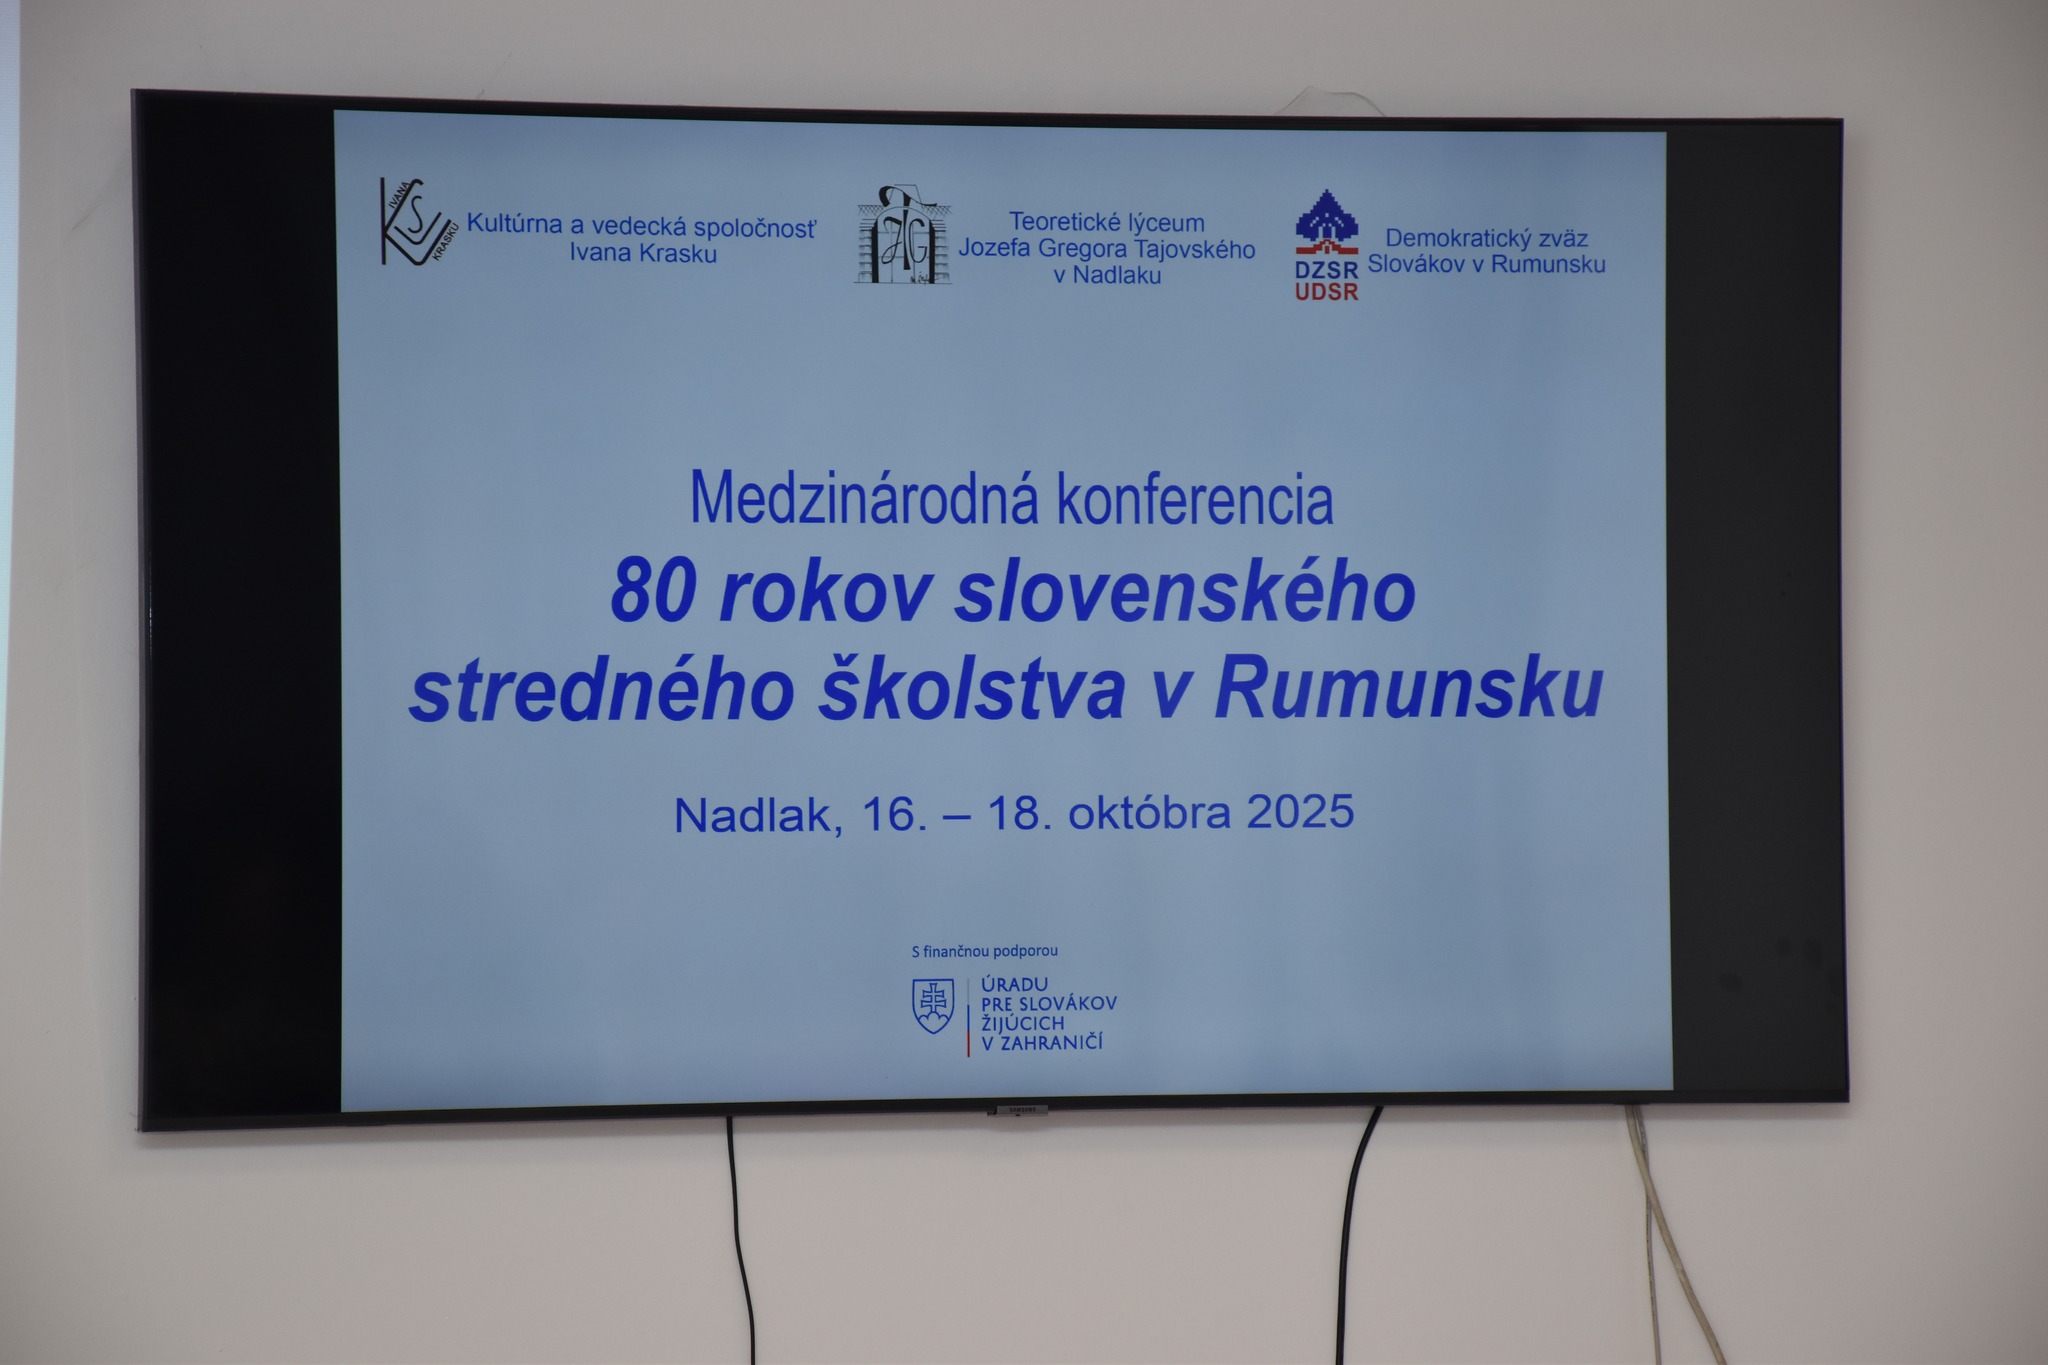 IVANA
KSU
KRASKU
Kultúrna a vedecká spoločnosť
Ivana Krasku
JG
Teoretické lýceum
Jozefa Gregora Tajovského
v Nadlaku
DZSR
UDSR
Demokratický zväz
Slovákov v Rumunsku
Medzinárodná konferencia
80 rokov slovenského
stredného školstva v Rumunsku
Nadlak, 16. – 18. októbra 2025
S finančnou podporou
ÚRADU
PRE SLOVÁKOV
ŽIJÚCICH
V ZAHRANIČÍ
SAMSUNG